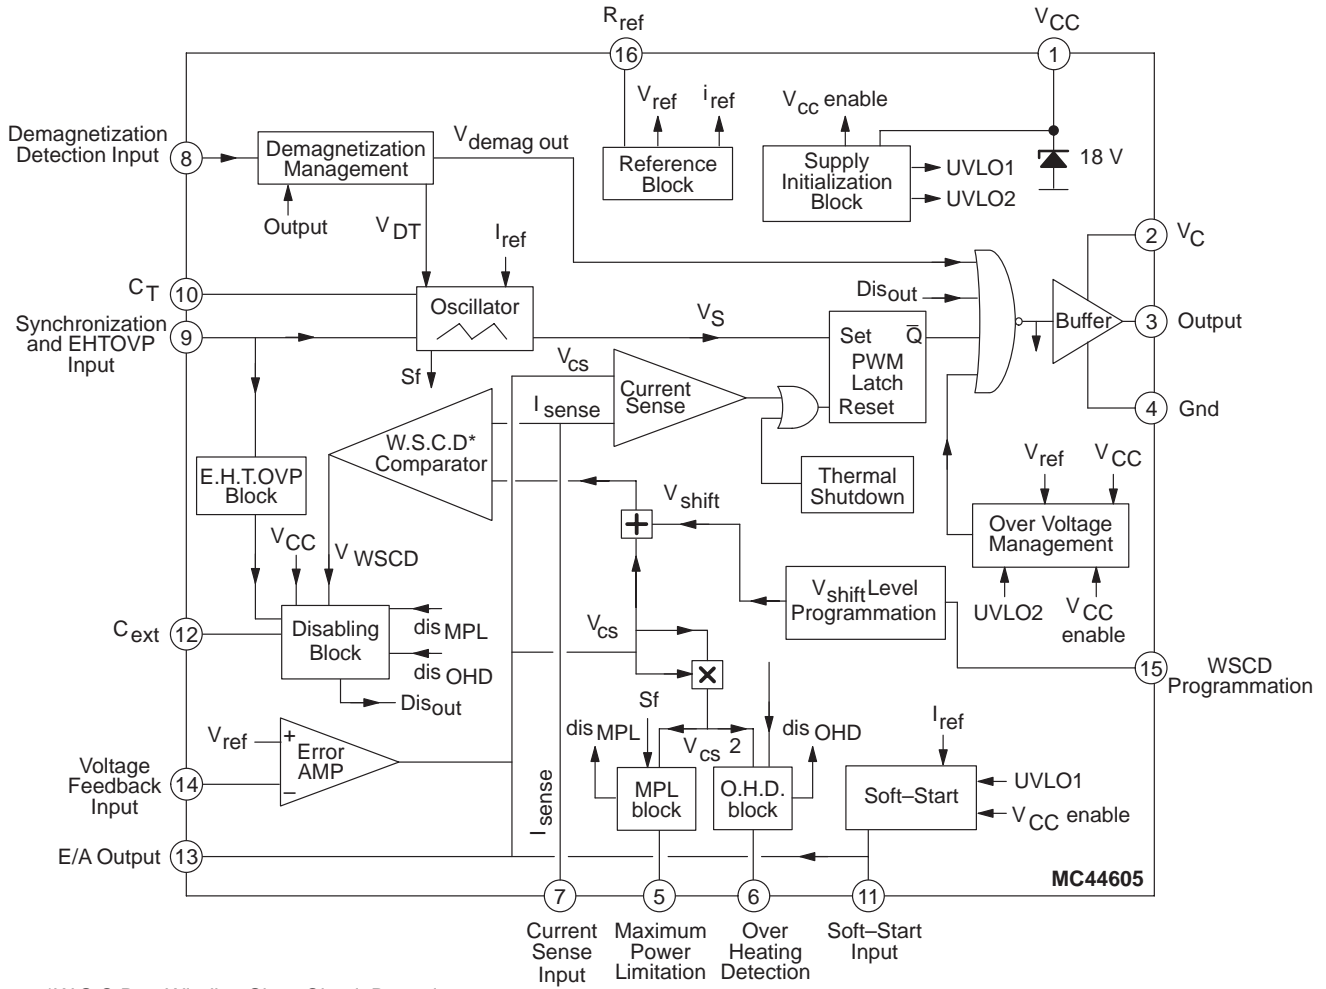 R ref
V CC
16
1
V ref
i ref
V cc enable
Demagnetization
Detection Input
8
Demagnetization
Management
V demag out
Reference
Block
Supply
Initialization
Block
UVLO1
UVLO2
18 V
Output
V DT
I ref
2
V C
C T
10
Oscillator
Dis out
Synchronization
and EHTOVP
Input
9
V S
Set
Q̅
PWM
Latch
Reset
Buffer
3
Output
Sf
V cs
I sense
Current
Sense
4
Gnd
W.S.C.D*
Comparator
E.H.T.OVP
Block
Thermal
Shutdown
V ref
V CC
V shift
+
Over Voltage
Management
V CC
V WSCD
V shift Level
Programmation
UVLO2
V CC
enable
C ext
12
Disabling
Block
dis MPL
dis OHD
V cs
×
15
WSCD
Programmation
Dis out
Sf
V ref
+
−
Error
AMP
dis MPL
V cs 2
dis OHD
I ref
Voltage
Feedback
Input
14
I sense
MPL
block
O.H.D.
block
Soft–Start
UVLO1
V CC enable
E/A Output
13
MC44605
7
5
6
11
Current
Sense
Input
Maximum
Power
Limitation
Over
Heating
Detection
Soft–Start
Input